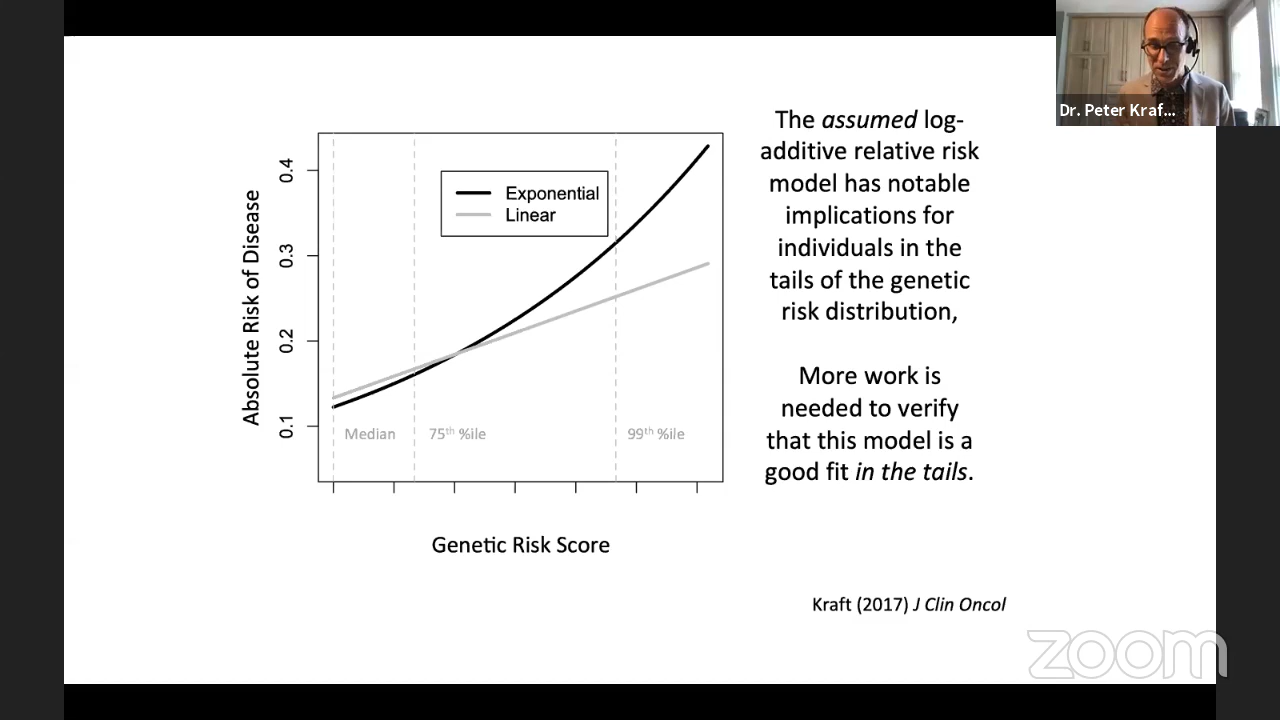 Dr. Peter Kraf...
The assumed log-
additive relative risk
model has notable
implications for
individuals in the
tails of the genetic
risk distribution,
More work is
needed to verify
that this model is a
good fit in the tails.
Absolute Risk of Disease
0.4
0.3
0.2
0.1
Exponential
Linear
Median
75th %ile
99th %ile
Genetic Risk Score
Kraft (2017) J Clin Oncol
zoom